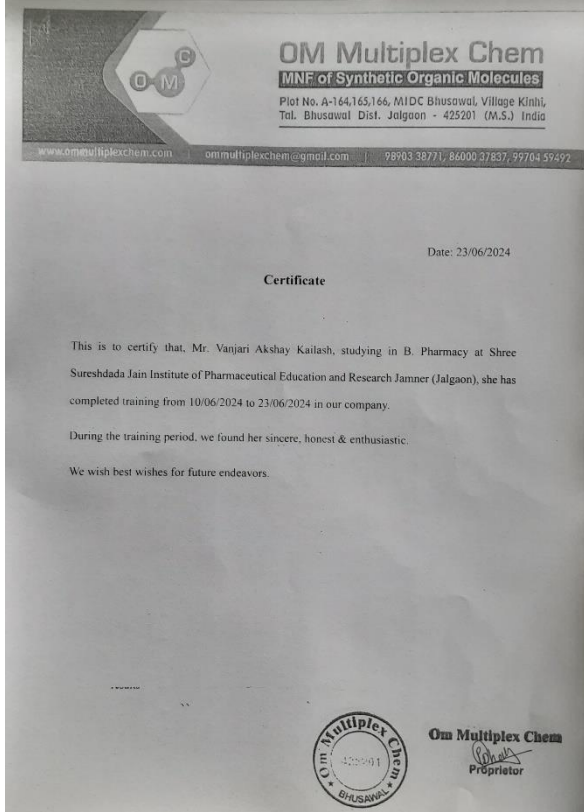 O M C
OM Multiplex Chem
MNF of Synthetic Organic Molecules
Plot No. A-164,165,166, MIDC Bhusawal, Village Kinhi,
Tal. Bhusawal Dist. Jalgaon - 425201 (M.S.) India
www.ommultiplexchem.com | ommultiplexchem@gmail.com | 98903 38771, 86000 37837, 99704 59492
Date: 23/06/2024
Certificate
This is to certify that, Mr. Vanjari Akshay Kailash, studying in B. Pharmacy at Shree
Sureshdada Jain Institute of Pharmaceutical Education and Research Jamner (Jalgaon), she has
completed training from 10/06/2024 to 23/06/2024 in our company.
During the training period, we found her sincere, honest & enthusiastic.
We wish best wishes for future endeavors.
Om Multiplex Chem
425201
BHUSAWAL
Om Multiplex Chem
Proprietor